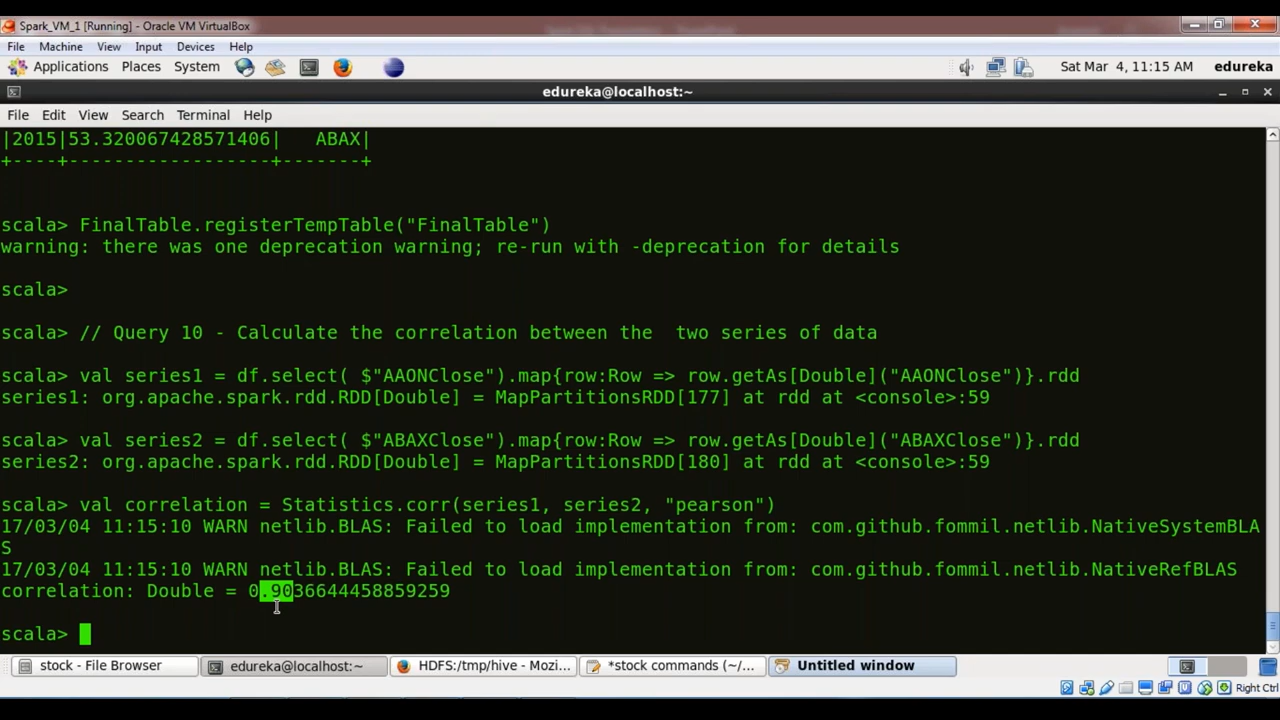 Spark_VM_1 [Running] - Oracle VM VirtualBox
File Machine View Input Devices Help
Applications Places System Sat Mar 4, 11:15 AM edureka
edureka@localhost:~
File Edit View Search Terminal Help
|2015|53.320067428571406| ABAX|
+----+------------------+-------+
scala> FinalTable.registerTempTable("FinalTable")
warning: there was one deprecation warning; re-run with -deprecation for details
scala>
scala> // Query 10 - Calculate the correlation between the  two series of data
scala> val series1 = df.select( $"AAONClose").map{row:Row => row.getAs[Double]("AAONClose")}.rdd
series1: org.apache.spark.rdd.RDD[Double] = MapPartitionsRDD[177] at rdd at <console>:59
scala> val series2 = df.select( $"ABAXClose").map{row:Row => row.getAs[Double]("ABAXClose")}.rdd
series2: org.apache.spark.rdd.RDD[Double] = MapPartitionsRDD[180] at rdd at <console>:59
scala> val correlation = Statistics.corr(series1, series2, "pearson")
17/03/04 11:15:10 WARN netlib.BLAS: Failed to load implementation from: com.github.fommil.netlib.NativeSystemBLA
S
17/03/04 11:15:10 WARN netlib.BLAS: Failed to load implementation from: com.github.fommil.netlib.NativeRefBLAS
correlation: Double = 0.9036644458859259
scala>
stock - File Browser edureka@localhost:~ HDFS:/tmp/hive - Mozi... *stock commands (~/... Untitled window
Right Ctrl